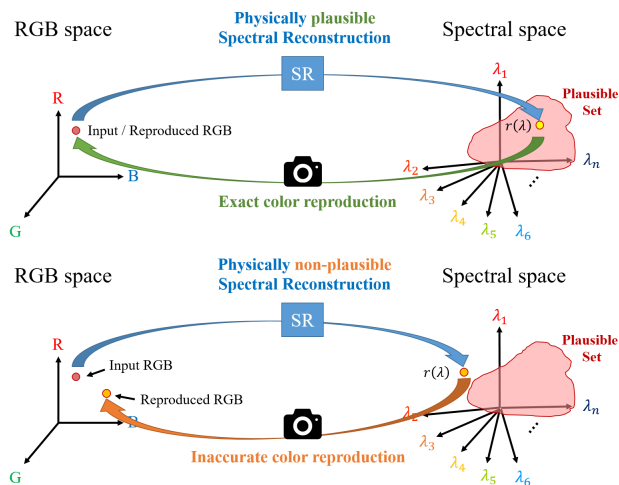 RGB space
Physically plausible
Spectral Reconstruction
Spectral space
SR
λ₁
Plausible
Set
R
Input / Reproduced RGB
r(λ)
B
G
λ₂
λₙ
λ₃
λ₄
λ₅
λ₆
...
Exact color reproduction
RGB space
Physically non-plausible
Spectral Reconstruction
Spectral space
SR
λ₁
Plausible
Set
R
Input RGB
r(λ)
Reproduced RGB
B
G
λ₂
λₙ
λ₃
λ₄
λ₅
λ₆
...
Inaccurate color reproduction